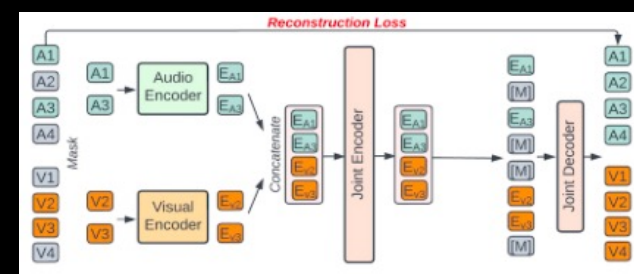 Reconstruction Loss
A1
A2
A3
A4
V1
V2
V3
V4
Mask
A1
A3
V2
V3
Audio
Encoder
Visual
Encoder
EA1
EA3
Ev2
Ev3
Concatenate
EA1
EA3
Ev2
Ev3
Joint Encoder
EA1
EA3
Ev2
Ev3
EA1
[M]
EA3
[M]
[M]
Ev2
Ev3
[M]
Joint Decoder
A1
A2
A3
A4
V1
V2
V3
V4